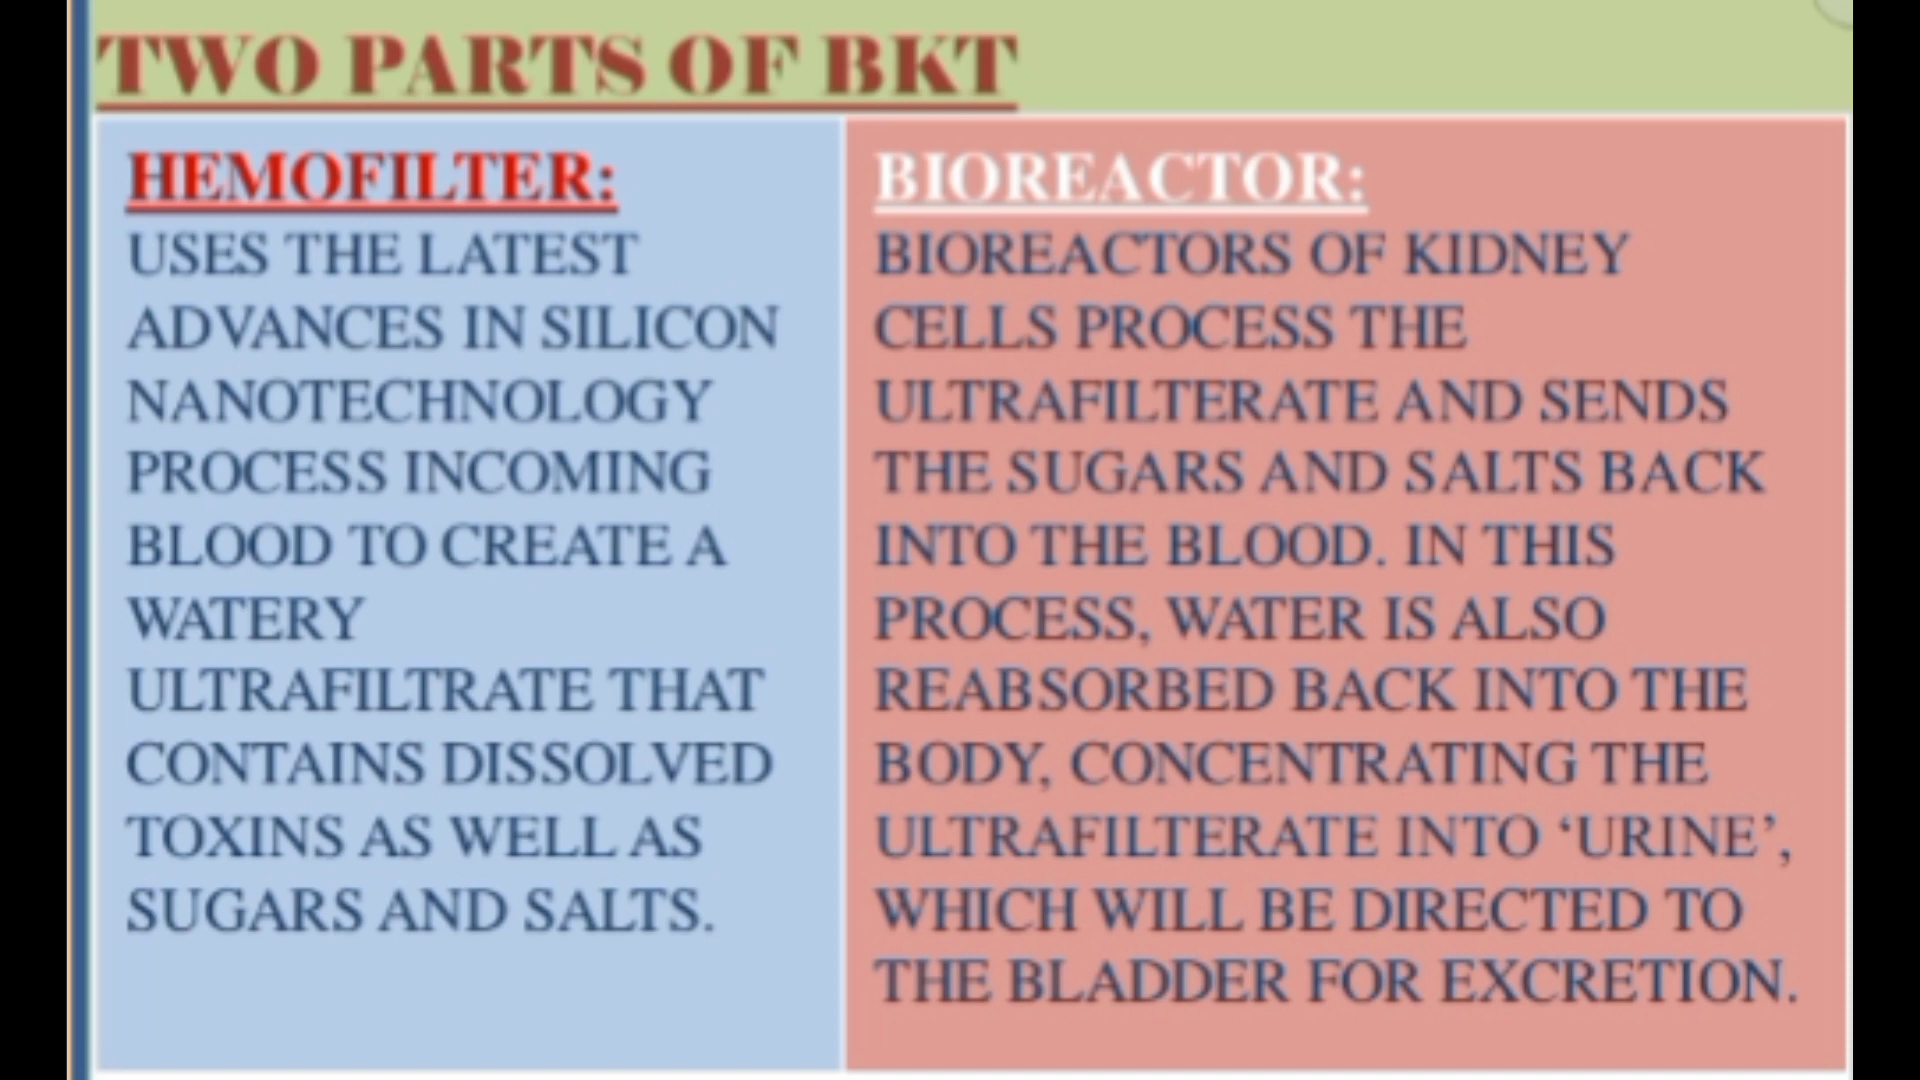 TWO PARTS OF BKT
HEMOFILTER:
USES THE LATEST
ADVANCES IN SILICON
NANOTECHNOLOGY
PROCESS INCOMING
BLOOD TO CREATE A
WATERY
ULTRAFILTRATE THAT
CONTAINS DISSOLVED
TOXINS AS WELL AS
SUGARS AND SALTS.
BIOREACTOR:
BIOREACTORS OF KIDNEY
CELLS PROCESS THE
ULTRAFILTERATE AND SENDS
THE SUGARS AND SALTS BACK
INTO THE BLOOD. IN THIS
PROCESS, WATER IS ALSO
REABSORBED BACK INTO THE
BODY, CONCENTRATING THE
ULTRAFILTERATE INTO ‘URINE’,
WHICH WILL BE DIRECTED TO
THE BLADDER FOR EXCRETION.